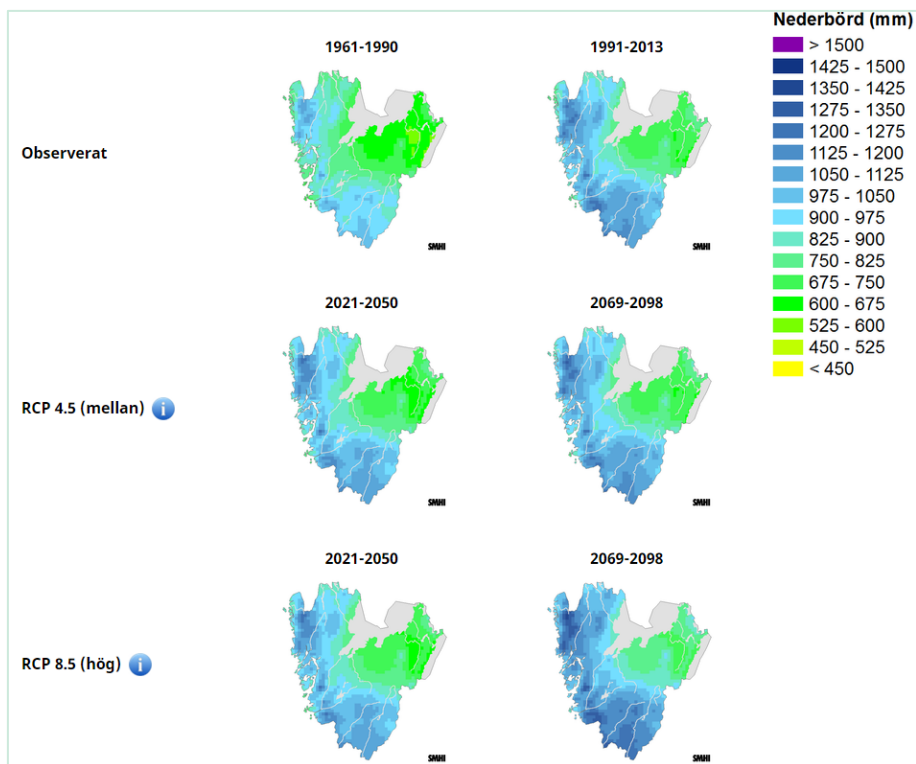 Nederbörd (mm)
> 1500
1425 - 1500
1350 - 1425
1275 - 1350
1200 - 1275
1125 - 1200
1050 - 1125
975 - 1050
900 - 975
825 - 900
750 - 825
675 - 750
600 - 675
525 - 600
450 - 525
< 450
1961-1990
1991-2013
Observerat
SMHI
SMHI
2021-2050
2069-2098
RCP 4.5 (mellan) i
SMHI
SMHI
2021-2050
2069-2098
RCP 8.5 (hög) i
SMHI
SMHI